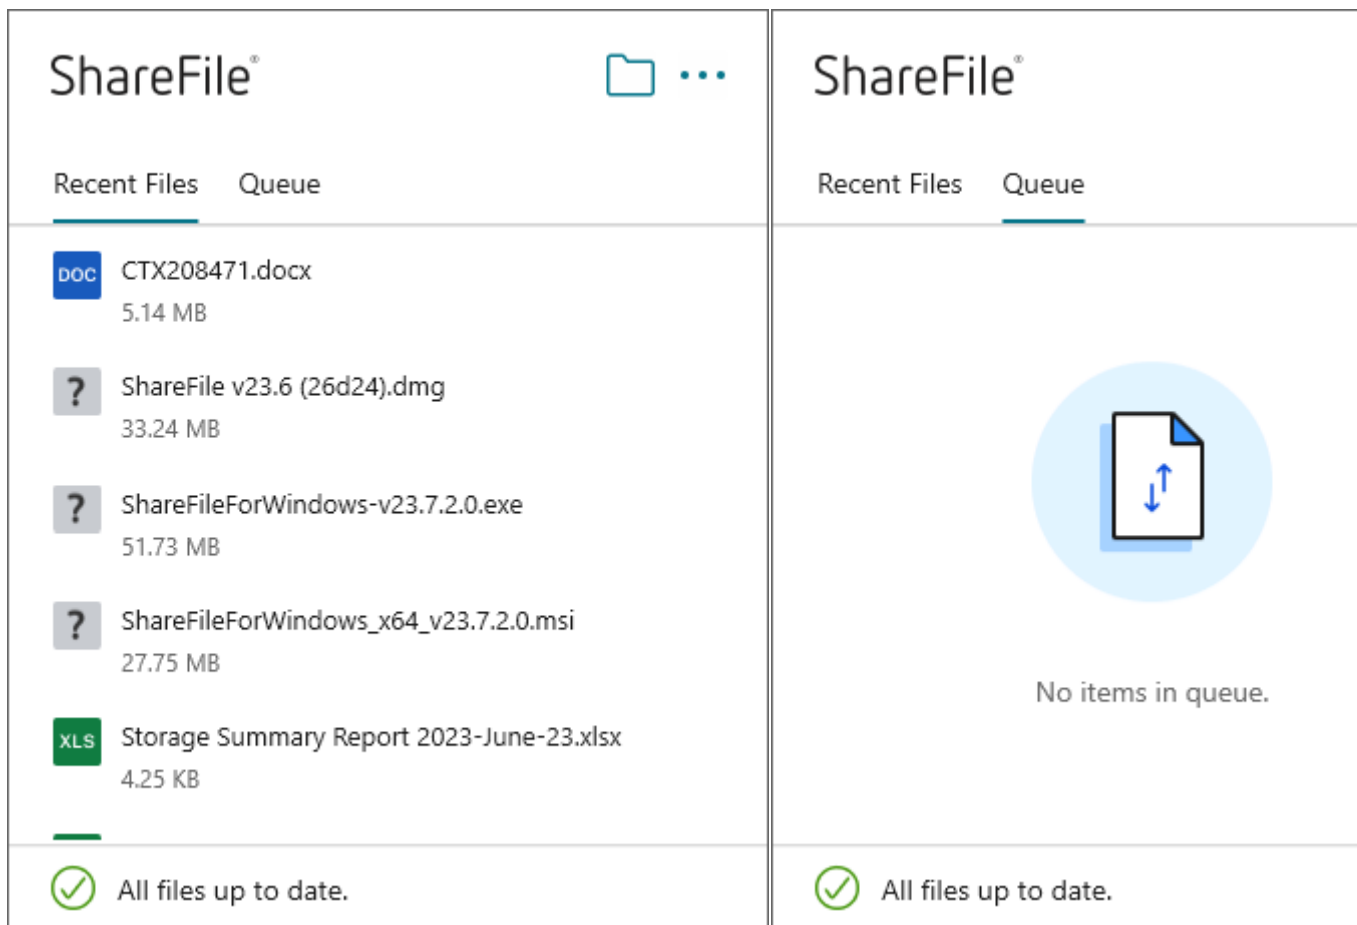 ShareFile®
Recent Files Queue
DOC CTX208471.docx
5.14 MB
? ShareFile v23.6 (26d24).dmg
33.24 MB
? ShareFileForWindows-v23.7.2.0.exe
51.73 MB
? ShareFileForWindows_x64_v23.7.2.0.msi
27.75 MB
XLS Storage Summary Report 2023-June-23.xlsx
4.25 KB
All files up to date.
ShareFile®
Recent Files Queue
No items in queue.
All files up to date.